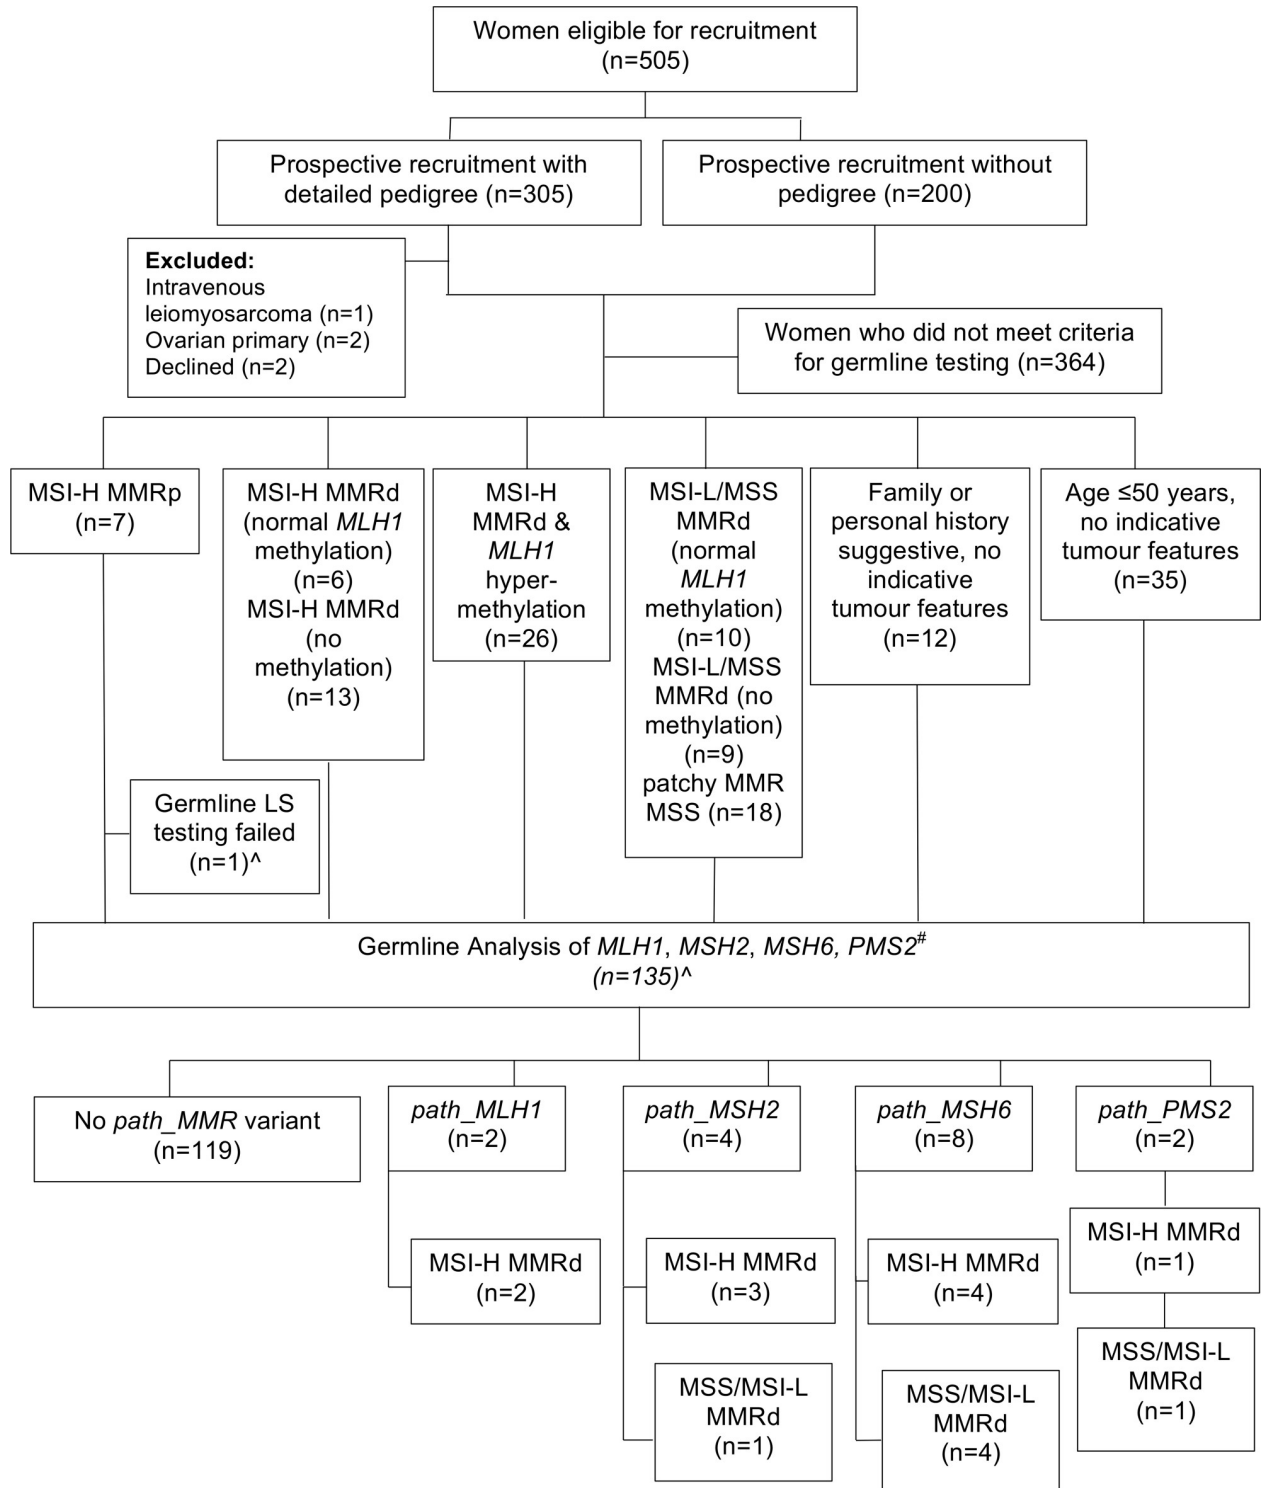 Women eligible for recruitment
(n=505)
Prospective recruitment with
detailed pedigree (n=305)
Prospective recruitment without
pedigree (n=200)
Excluded:
Intravenous
leiomyosarcoma (n=1)
Ovarian primary (n=2)
Declined (n=2)
Women who did not meet criteria
for germline testing (n=364)
MSI-H MMRp
(n=7)
MSI-H MMRd
(normal MLH1
methylation)
(n=6)
MSI-H MMRd
(no
methylation)
(n=13)
MSI-H
MMRd &
MLH1
hyper-
methylation
(n=26)
MSI-L/MSS
MMRd
(normal
MLH1
methylation)
(n=10)
MSI-L/MSS
MMRd (no
methylation)
(n=9)
patchy MMR
MSS (n=18)
Family or
personal history
suggestive, no
indicative
tumour features
(n=12)
Age ≤50 years,
no indicative
tumour features
(n=35)
Germline LS
testing failed
(n=1)^
Germline Analysis of MLH1, MSH2, MSH6, PMS2#
(n=135)^
No path_MMR variant
(n=119)
path_MLH1
(n=2)
path_MSH2
(n=4)
path_MSH6
(n=8)
path_PMS2
(n=2)
MSI-H MMRd
(n=2)
MSI-H MMRd
(n=3)
MSI-H MMRd
(n=4)
MSI-H MMRd
(n=1)
MSS/MSI-L
MMRd
(n=1)
MSS/MSI-L
MMRd
(n=4)
MSS/MSI-L
MMRd
(n=1)